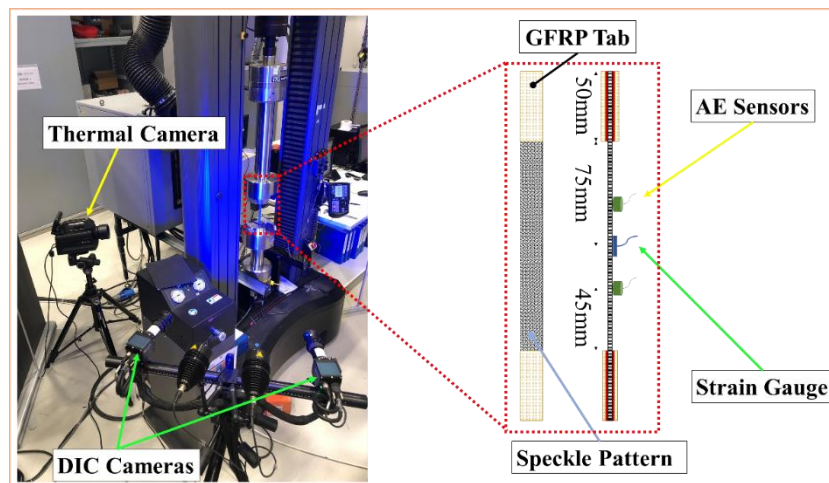 GFRP Tab
Thermal Camera
50mm
AE Sensors
75mm
45mm
Strain Gauge
DIC Cameras
Speckle Pattern